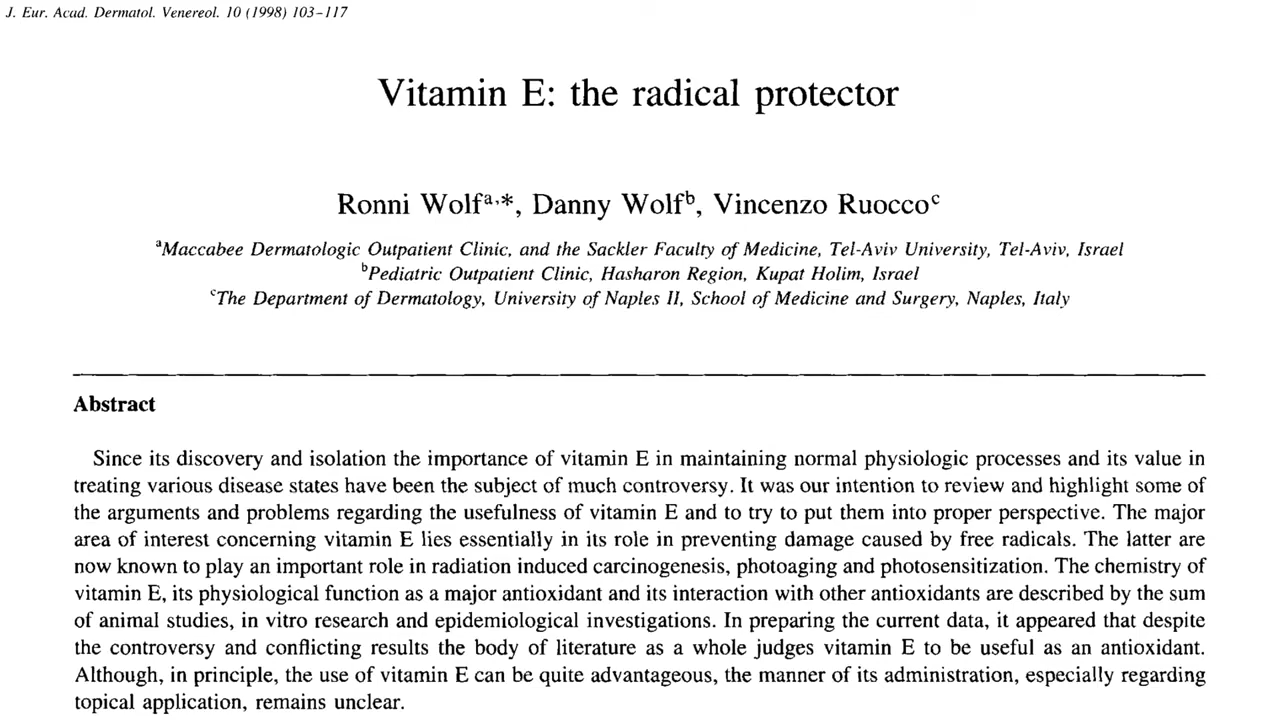 J. Eur. Acad. Dermatol. Venereol. 10 (1998) 103–117
Vitamin E: the radical protector
Ronni Wolfᵃ,*, Danny Wolfᵇ, Vincenzo Ruoccoᶜ
ᵃMaccabee Dermatologic Outpatient Clinic, and the Sackler Faculty of Medicine, Tel-Aviv University, Tel-Aviv, Israel
ᵇPediatric Outpatient Clinic, Hasharon Region, Kupat Holim, Israel
ᶜThe Department of Dermatology, University of Naples II, School of Medicine and Surgery, Naples, Italy
Abstract
Since its discovery and isolation the importance of vitamin E in maintaining normal physiologic processes and its value in
treating various disease states have been the subject of much controversy. It was our intention to review and highlight some of
the arguments and problems regarding the usefulness of vitamin E and to try to put them into proper perspective. The major
area of interest concerning vitamin E lies essentially in its role in preventing damage caused by free radicals. The latter are
now known to play an important role in radiation induced carcinogenesis, photoaging and photosensitization. The chemistry of
vitamin E, its physiological function as a major antioxidant and its interaction with other antioxidants are described by the sum
of animal studies, in vitro research and epidemiological investigations. In preparing the current data, it appeared that despite
the controversy and conflicting results the body of literature as a whole judges vitamin E to be useful as an antioxidant.
Although, in principle, the use of vitamin E can be quite advantageous, the manner of its administration, especially regarding
topical application, remains unclear.